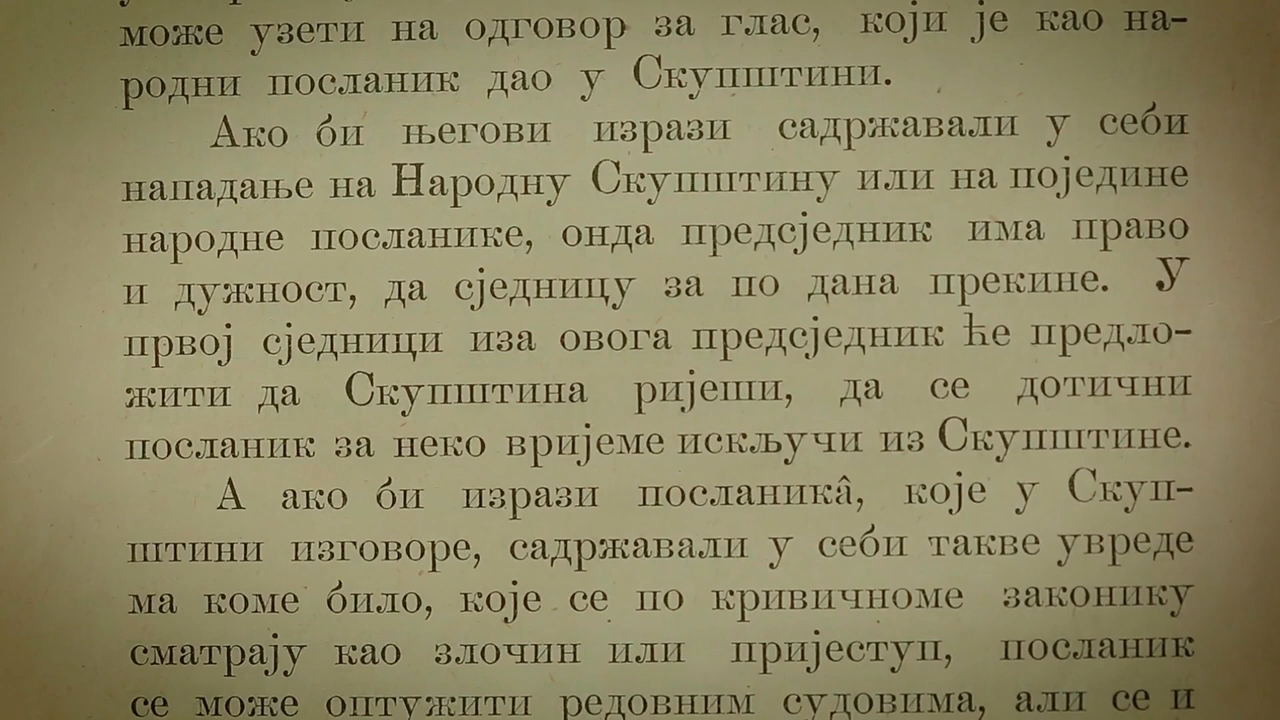 може узети на одговор за глас, који је као на-
родни посланик дао у Скупштини.
Ако би његови изрази садржавали у себи
нападање на Народну Скупштину или на поједине
народне посланике, онда предсједник има право
и дужност, да сједницу за по дана прекине. У
првој сједници иза овога предсједник ће предло-
жити да Скупштина ријеши, да се дотични
посланик за неко вријеме искључи из Скупштине.
А ако би изрази посланикâ, које у Скуп-
штини изговоре, садржавали у себи такве увреде
ма коме било, које се по кривичноме законику
сматрају као злочин или пријеступ, посланик
се може оптужити редовним судовима, али се и